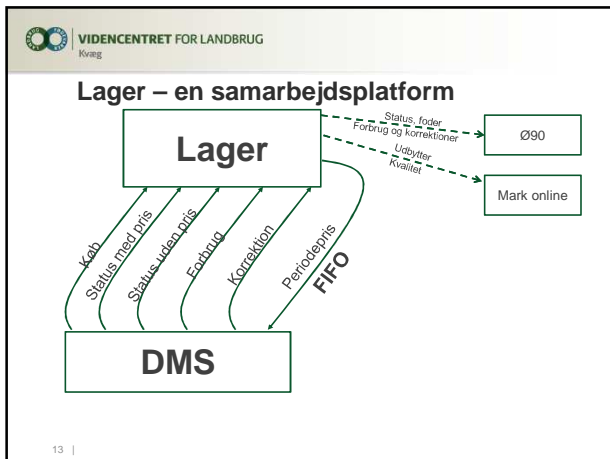 VIDENCENTRET FOR LANDBRUG
Kvæg
Lager – en samarbejdsplatform
Lager
Status, foder
Forbrug og korrektioner
Ø90
Udbytter
Kvalitet
Mark online
Køb
Status med pris
Status uden pris
Forbrug
Korrektion
Periodepris
FIFO
DMS
13 |